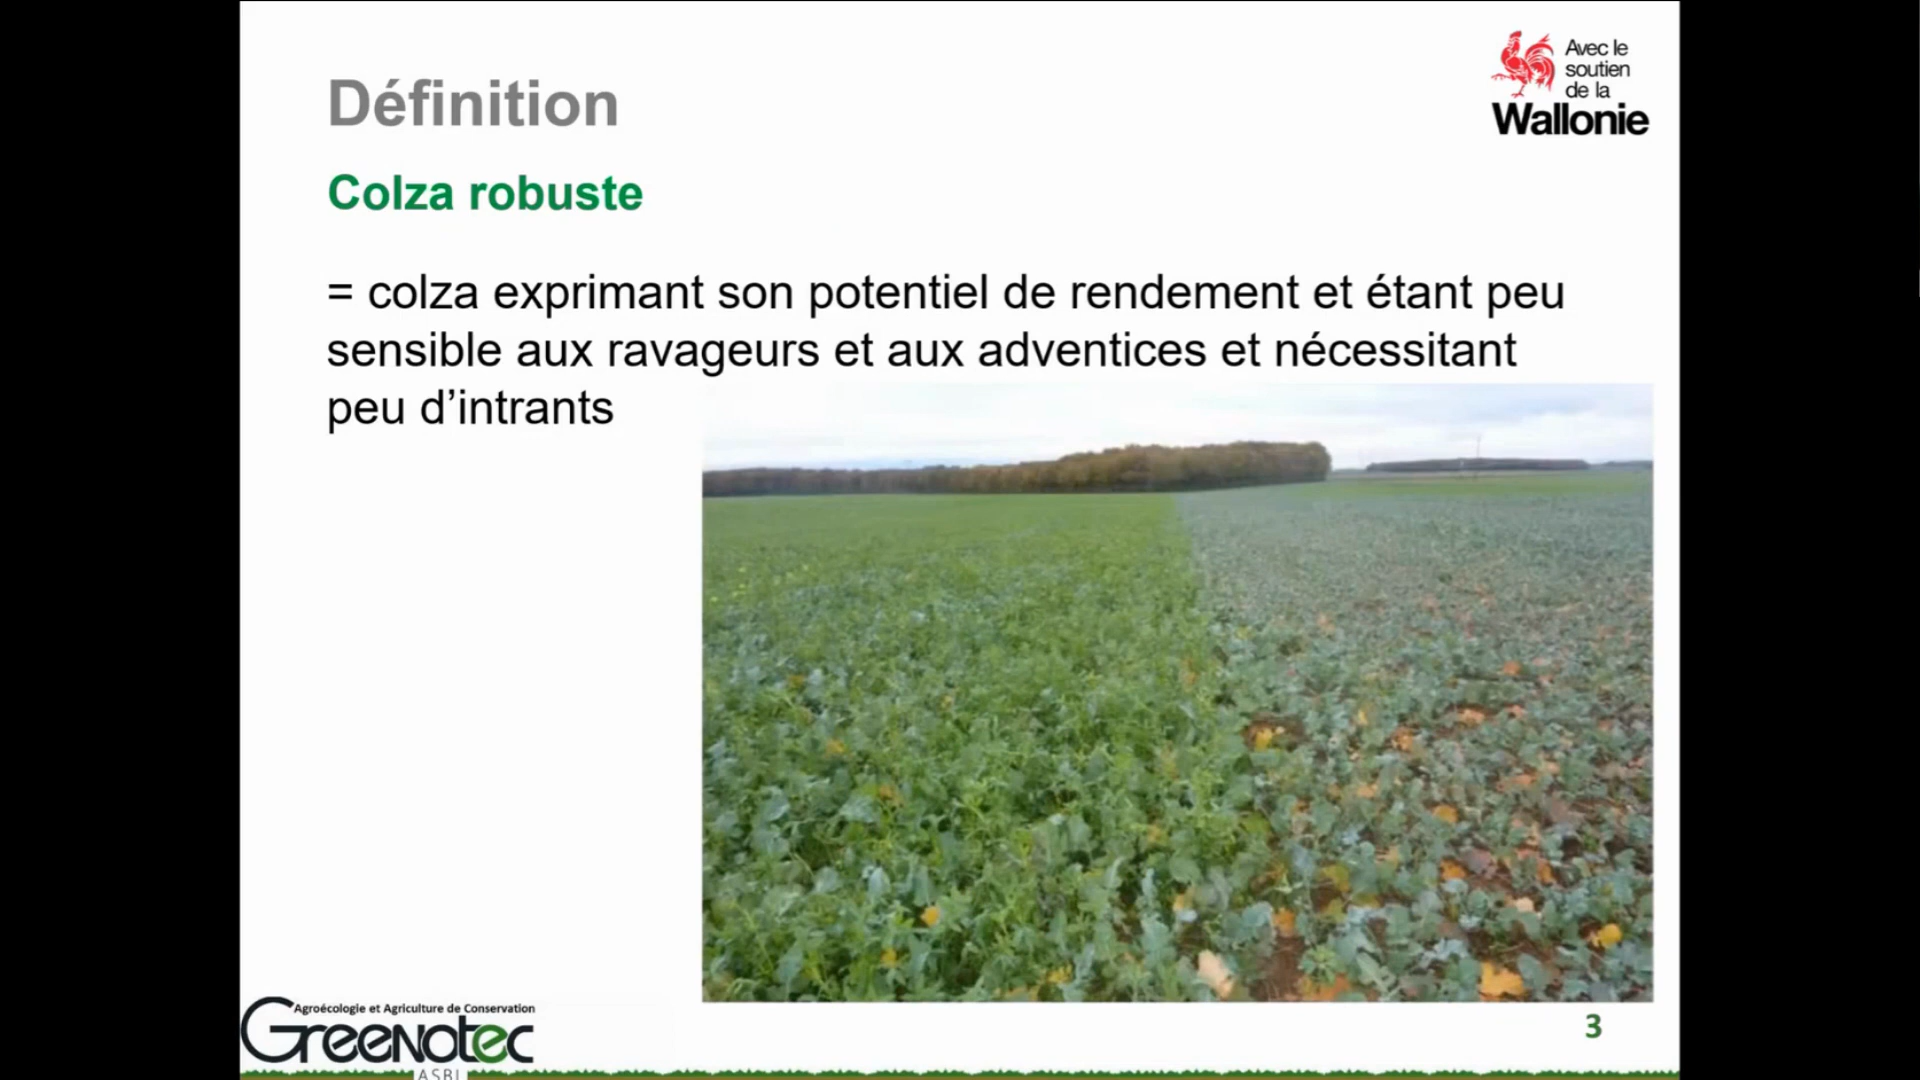 Définition
Avec le
soutien
de la
Wallonie
Colza robuste
= colza exprimant son potentiel de rendement et étant peu
sensible aux ravageurs et aux adventices et nécessitant
peu d’intrants
Agroécologie et Agriculture de Conservation
Greenotec
ASBL
3